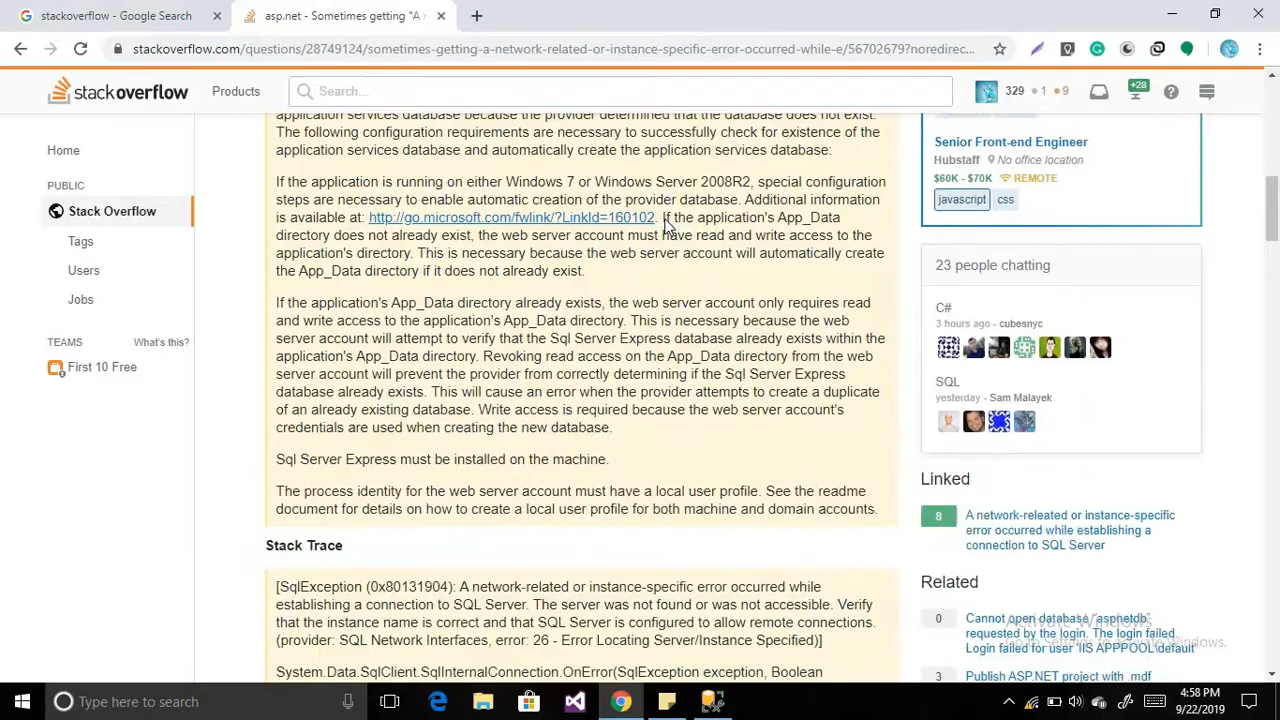 stackoverflow - Google Search
asp.net - Sometimes getting "A n
stackoverflow.com/questions/28749124/sometimes-getting-a-network-related-or-instance-specific-error-occurred-while-e/56702679?noredirec...
stackoverflow
Products
Search...
329 1 9
+28
Home
PUBLIC
Stack Overflow
Tags
Users
Jobs
TEAMS
What's this?
First 10 Free
application services database because the provider determined that the database does not exist.
The following configuration requirements are necessary to successfully check for existence of the
application services database and automatically create the application services database:
If the application is running on either Windows 7 or Windows Server 2008R2, special configuration
steps are necessary to enable automatic creation of the provider database. Additional information
is available at: http://go.microsoft.com/fwlink/?LinkId=160102. If the application's App_Data
directory does not already exist, the web server account must have read and write access to the
application's directory. This is necessary because the web server account will automatically create
the App_Data directory if it does not already exist.
If the application's App_Data directory already exists, the web server account only requires read
and write access to the application's App_Data directory. This is necessary because the web
server account will attempt to verify that the Sql Server Express database already exists within the
application's App_Data directory. Revoking read access on the App_Data directory from the web
server account will prevent the provider from correctly determining if the Sql Server Express
database already exists. This will cause an error when the provider attempts to create a duplicate
of an already existing database. Write access is required because the web server account's
credentials are used when creating the new database.
Sql Server Express must be installed on the machine.
The process identity for the web server account must have a local user profile. See the readme
document for details on how to create a local user profile for both machine and domain accounts.
Stack Trace
[SqlException (0x80131904): A network-related or instance-specific error occurred while
establishing a connection to SQL Server. The server was not found or was not accessible. Verify
that the instance name is correct and that SQL Server is configured to allow remote connections.
(provider: SQL Network Interfaces, error: 26 - Error Locating Server/Instance Specified)]
System.Data.SqlClient.SqlInternalConnection.OnError(SqlException exception, Boolean
Senior Front-end Engineer
Hubstaff No office location
$60K - $70K REMOTE
javascript css
23 people chatting
C#
3 hours ago - cubesnyc
SQL
yesterday - Sam Malayek
Linked
8
A network-releated or instance-specific
error occurred while establishing a
connection to SQL Server
Related
0
Cannot open database "aspnetdb"
requested by the login. The login failed.
Login failed for user 'IIS APPPOOL\default
3
Publish ASP.NET project with .mdf
Activate Windows
Go to Settings to activate Windows.
Type here to search
4:58 PM
9/22/2019